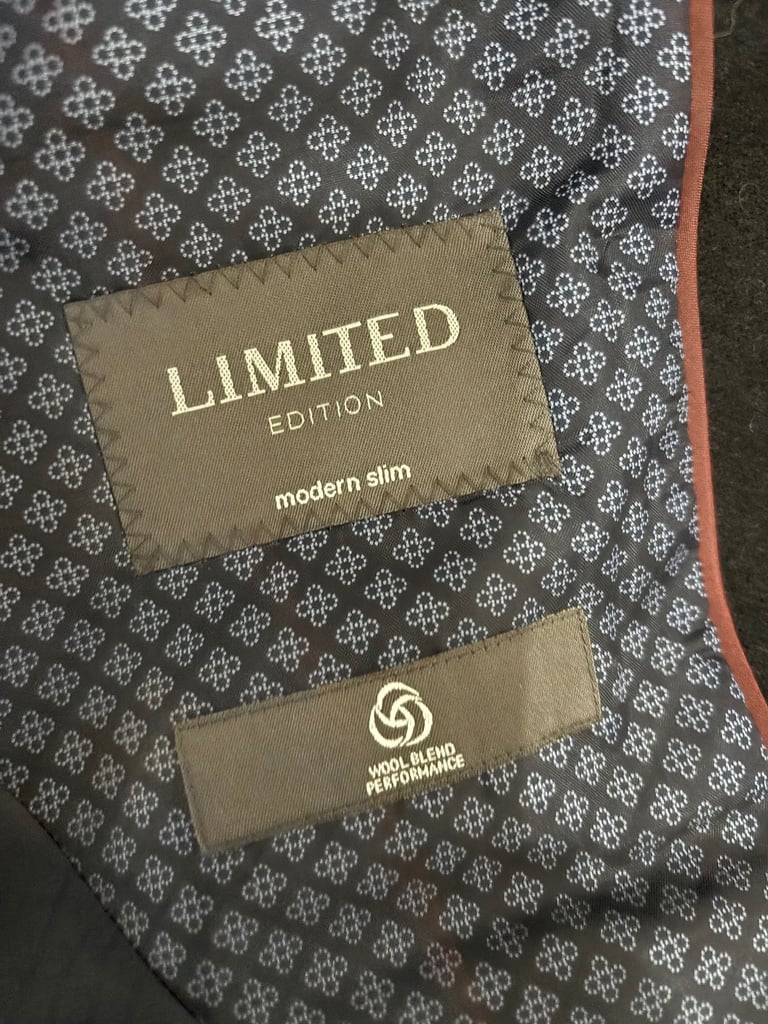 LIMITED
EDITION
modern slim
WOOL BLEND
PERFORMANCE